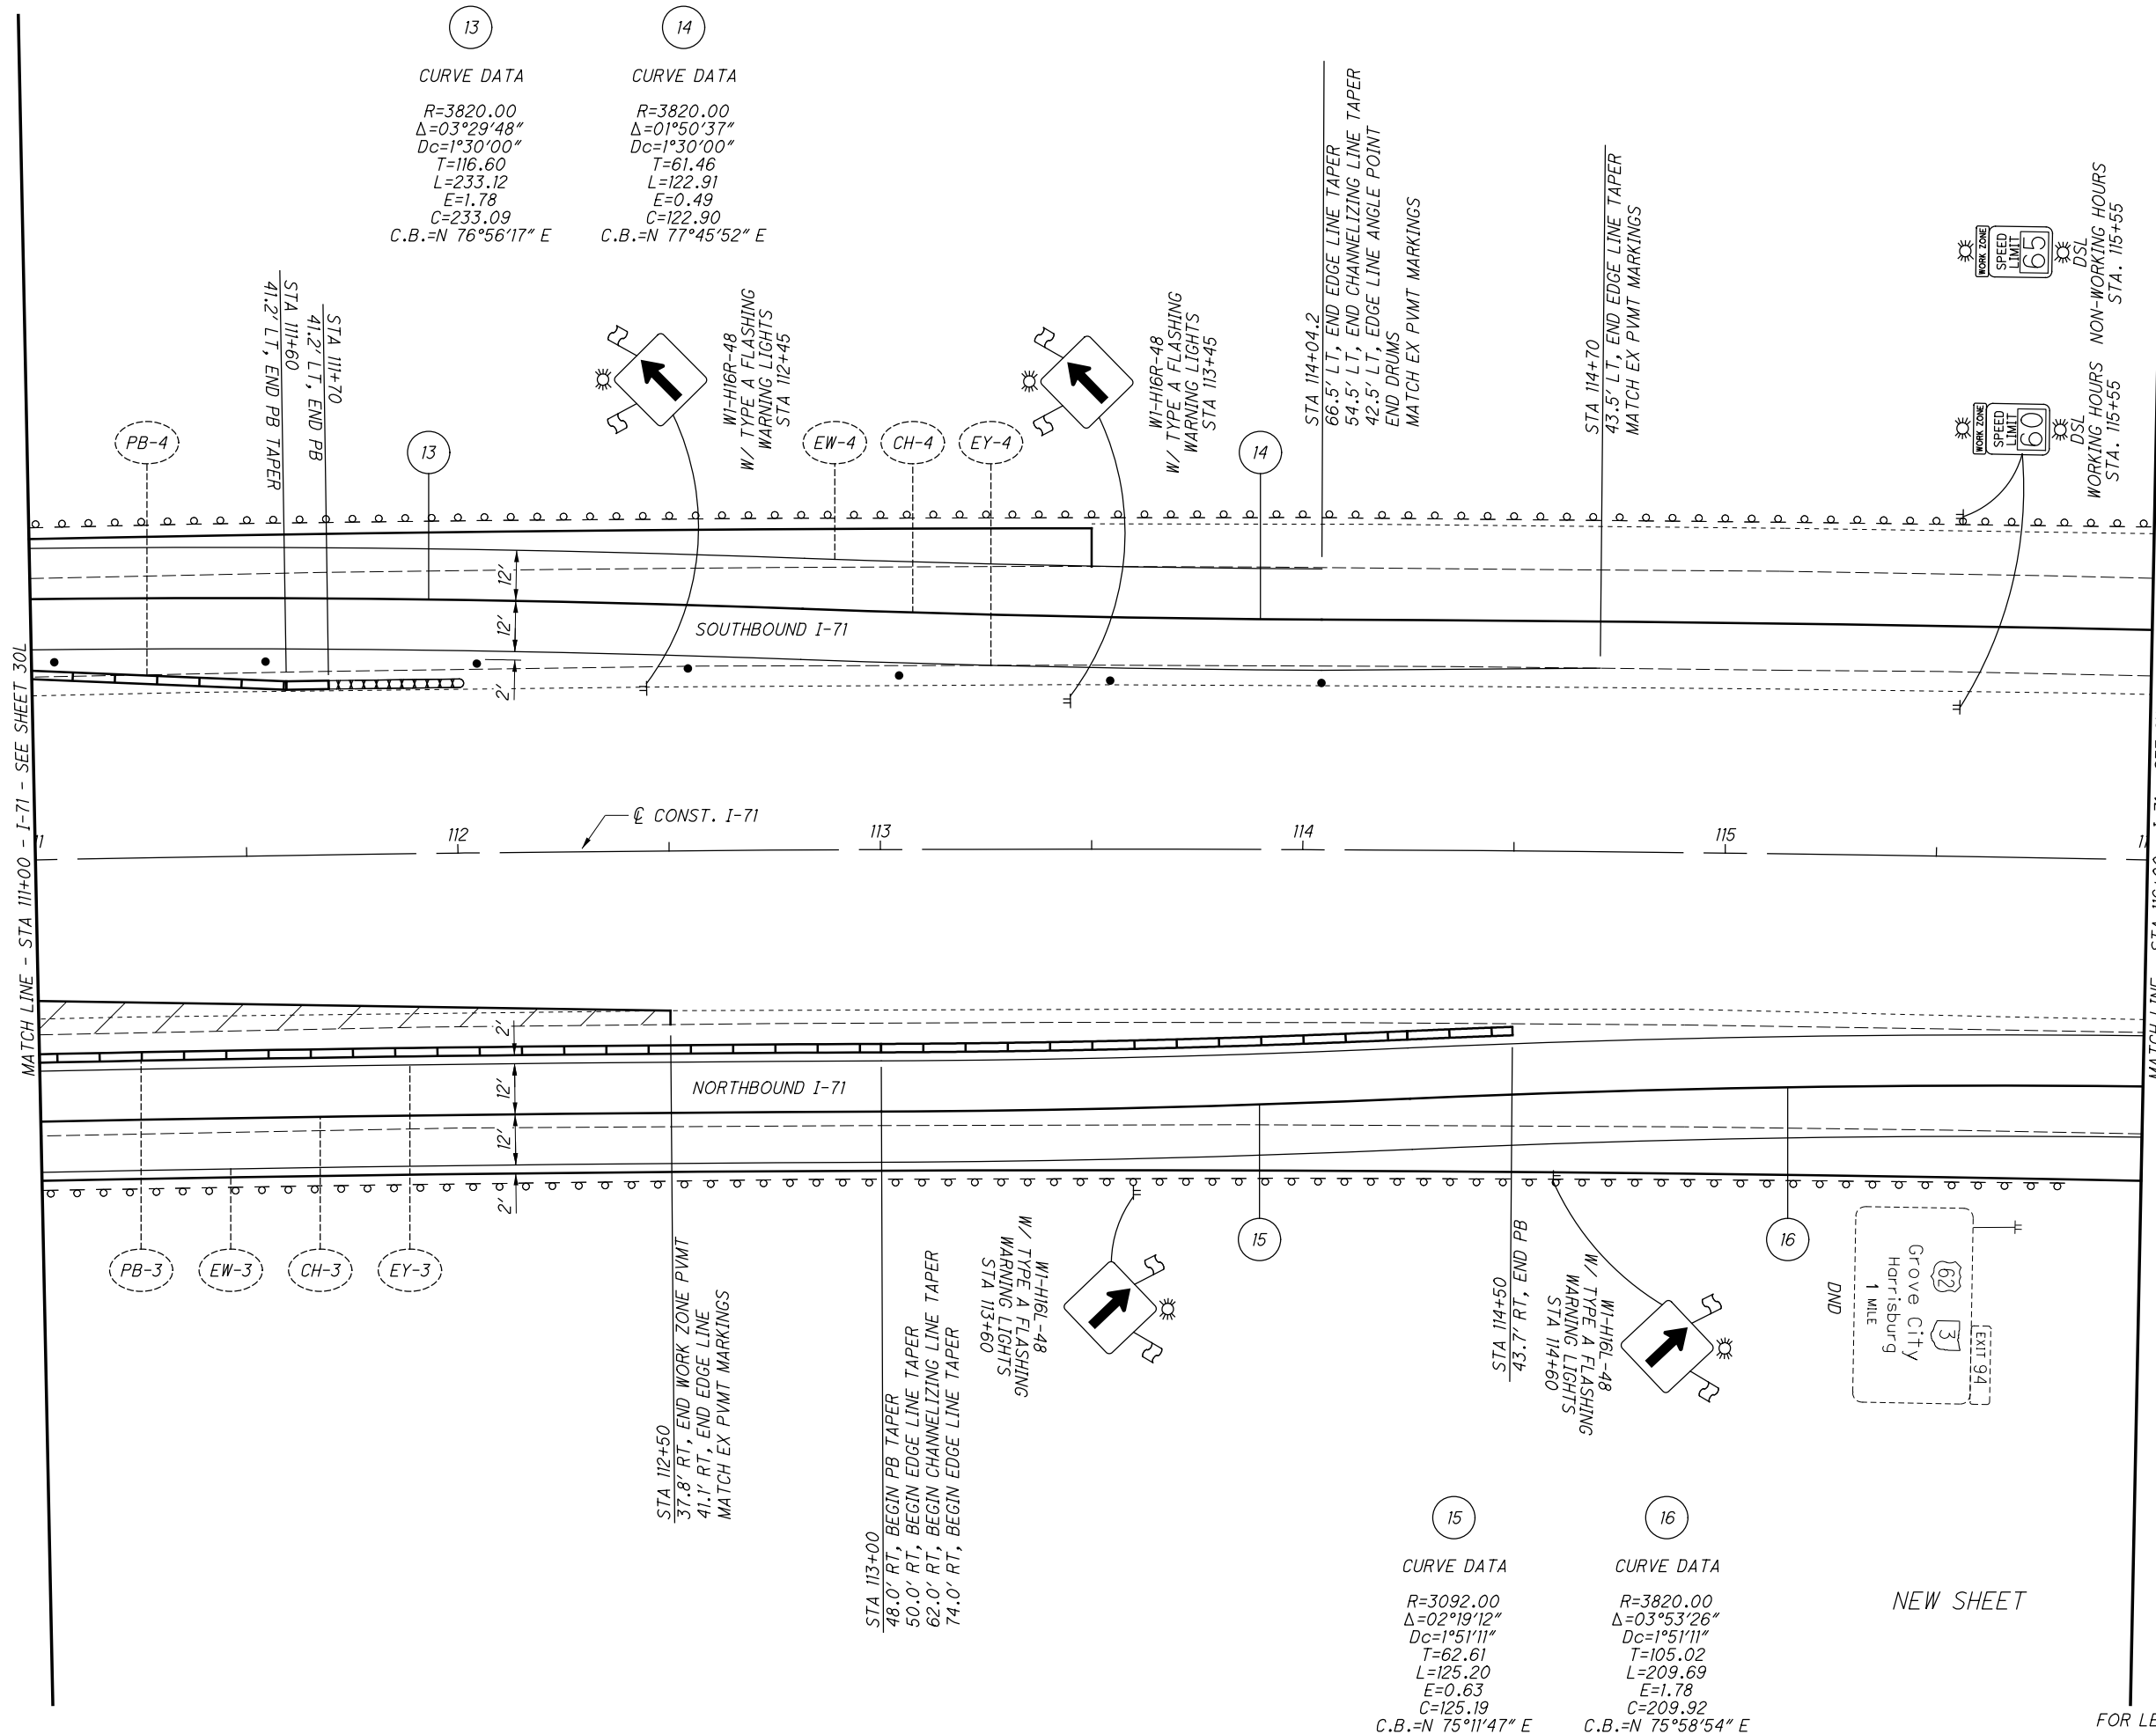 13
CURVE DATA
R=3820.00
Δ=03°29'48"
Dc=1°30'00"
T=116.60
L=233.12
E=1.78
C=233.09
C.B.=N 76°56'17" E
14
CURVE DATA
R=3820.00
Δ=01°50'37"
Dc=1°30'00"
T=61.46
L=122.91
E=0.49
C=122.90
C.B.=N 77°45'52" E
STA 111+60
41.2' LT, END PB TAPER
STA 111+70
41.2' LT, END PB
W1-H16R-48
W/ TYPE A FLASHING
WARNING LIGHTS
STA 112+45
W1-H16R-48
W/ TYPE A FLASHING
WARNING LIGHTS
STA 113+45
STA 114+04.2
66.5' LT, END EDGE LINE TAPER
54.5' LT, END CHANNELIZING LINE TAPER
42.5' LT, EDGE LINE ANGLE POINT
END DRUMS
MATCH EX PVMT MARKINGS
STA 114+70
43.5' LT, END EDGE LINE TAPER
MATCH EX PVMT MARKINGS
WORK ZONE
SPEED
LIMIT
65
DSL
NON-WORKING HOURS
STA. 115+55
WORK ZONE
SPEED
LIMIT
60
DSL
WORKING HOURS
STA. 115+55
PB-4
13
EW-4
CH-4
EY-4
14
12'
12'
2'
SOUTHBOUND I-71
MATCH LINE - STA 111+00 - I-71 - SEE SHEET 30L
℄ CONST. I-71
112
113
114
115
2'
12'
12'
2'
NORTHBOUND I-71
PB-3
EW-3
CH-3
EY-3
15
16
STA 112+50
37.8' RT, END WORK ZONE PVMT
41.1' RT, END EDGE LINE
MATCH EX PVMT MARKINGS
STA 113+00
48.0' RT, BEGIN PB TAPER
50.0' RT, BEGIN EDGE LINE TAPER
62.0' RT, BEGIN CHANNELIZING LINE TAPER
74.0' RT, BEGIN EDGE LINE TAPER
W1-H16L-48
W/ TYPE A FLASHING
WARNING LIGHTS
STA 113+60
STA 114+50
43.7' RT, END PB
W1-H16L-48
W/ TYPE A FLASHING
WARNING LIGHTS
STA 114+60
EXIT 94
62
3
Grove City
Harrisburg
1 MILE
DND
15
CURVE DATA
R=3092.00
Δ=02°19'12"
Dc=1°51'11"
T=62.61
L=125.20
E=0.63
C=125.19
C.B.=N 75°11'47" E
16
CURVE DATA
R=3820.00
Δ=03°53'26"
Dc=1°51'11"
T=105.02
L=209.69
E=1.78
C=209.92
C.B.=N 75°58'54" E
NEW SHEET
MATCH LINE
FOR